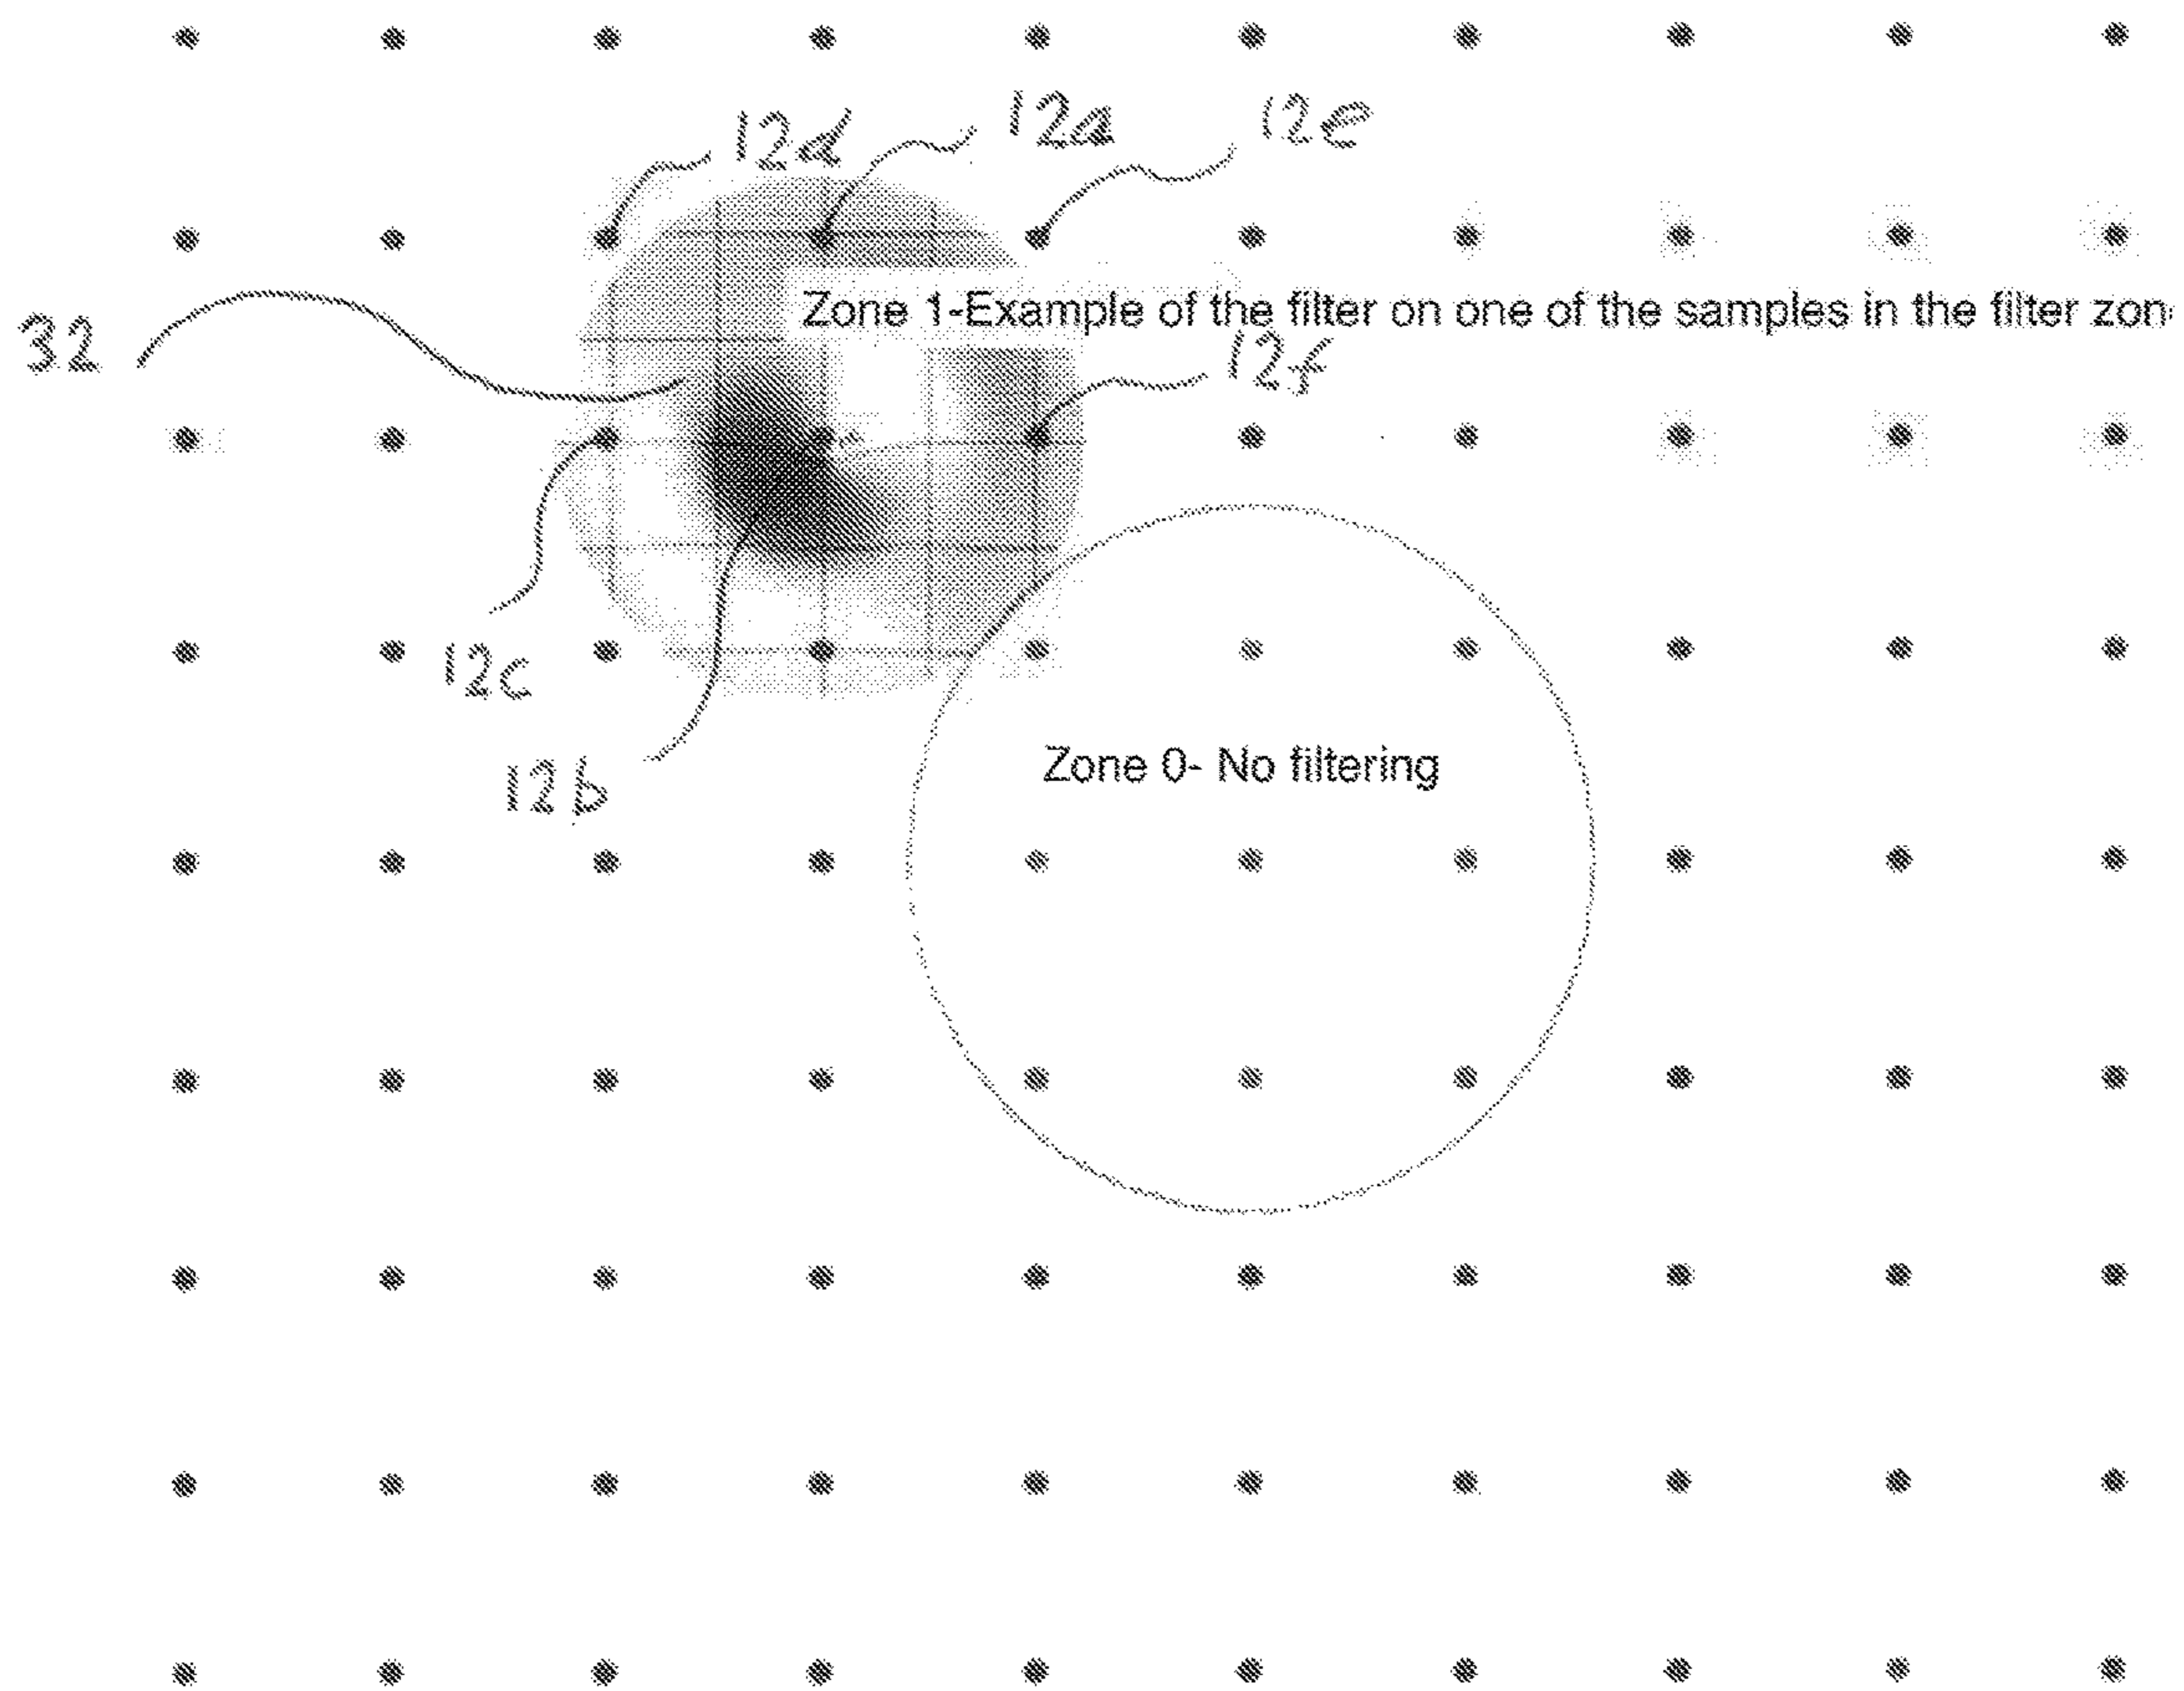 12d
12a
12e
Zone 1-Example of the filter on one of the samples in the filter zon
32
12f
12c
Zone 0- No filtering
12b